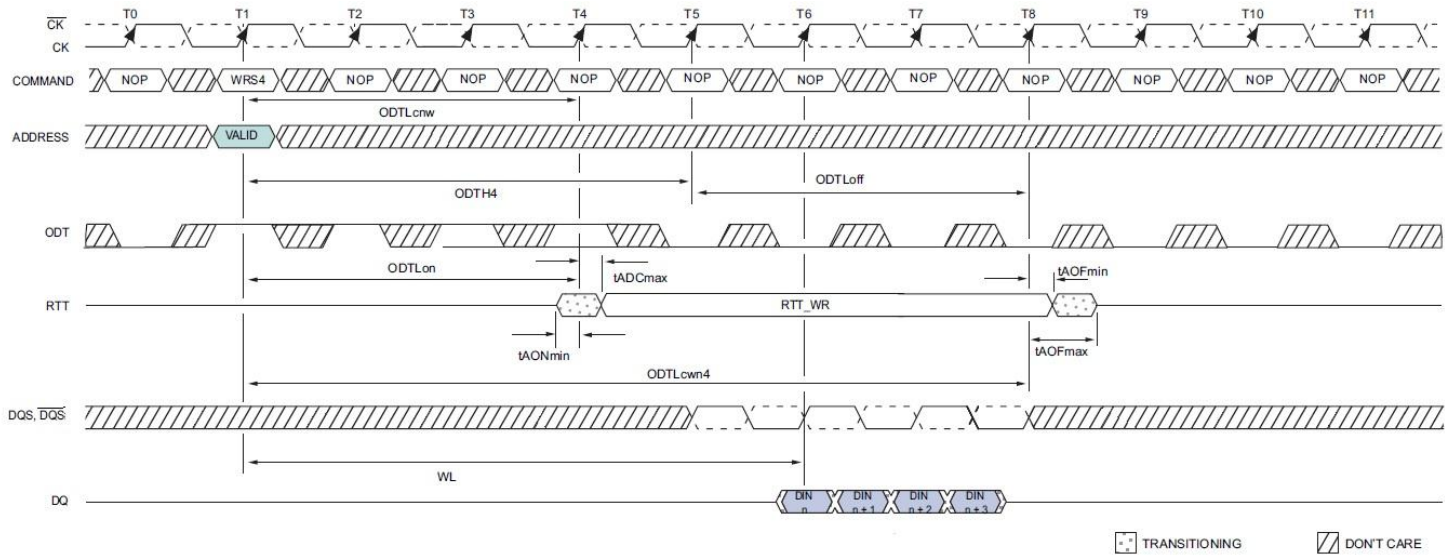 T0 T1 T2 T3 T4 T5 T6 T7 T8 T9 T10 T11
CK
CK
COMMAND NOP WRS4 NOP NOP NOP NOP NOP NOP NOP NOP NOP NOP
ODTLcnw
ADDRESS VALID
ODTH4 ODTLoff
ODT
ODTLon tADCmax tAOFmin
RTT RTT_WR
tAONmin tAOFmax
ODTLcwn4
DQS, DQS
WL
DQ DIN n DIN n + 1 DIN n + 2 DIN n + 3
TRANSITIONING DON'T CARE